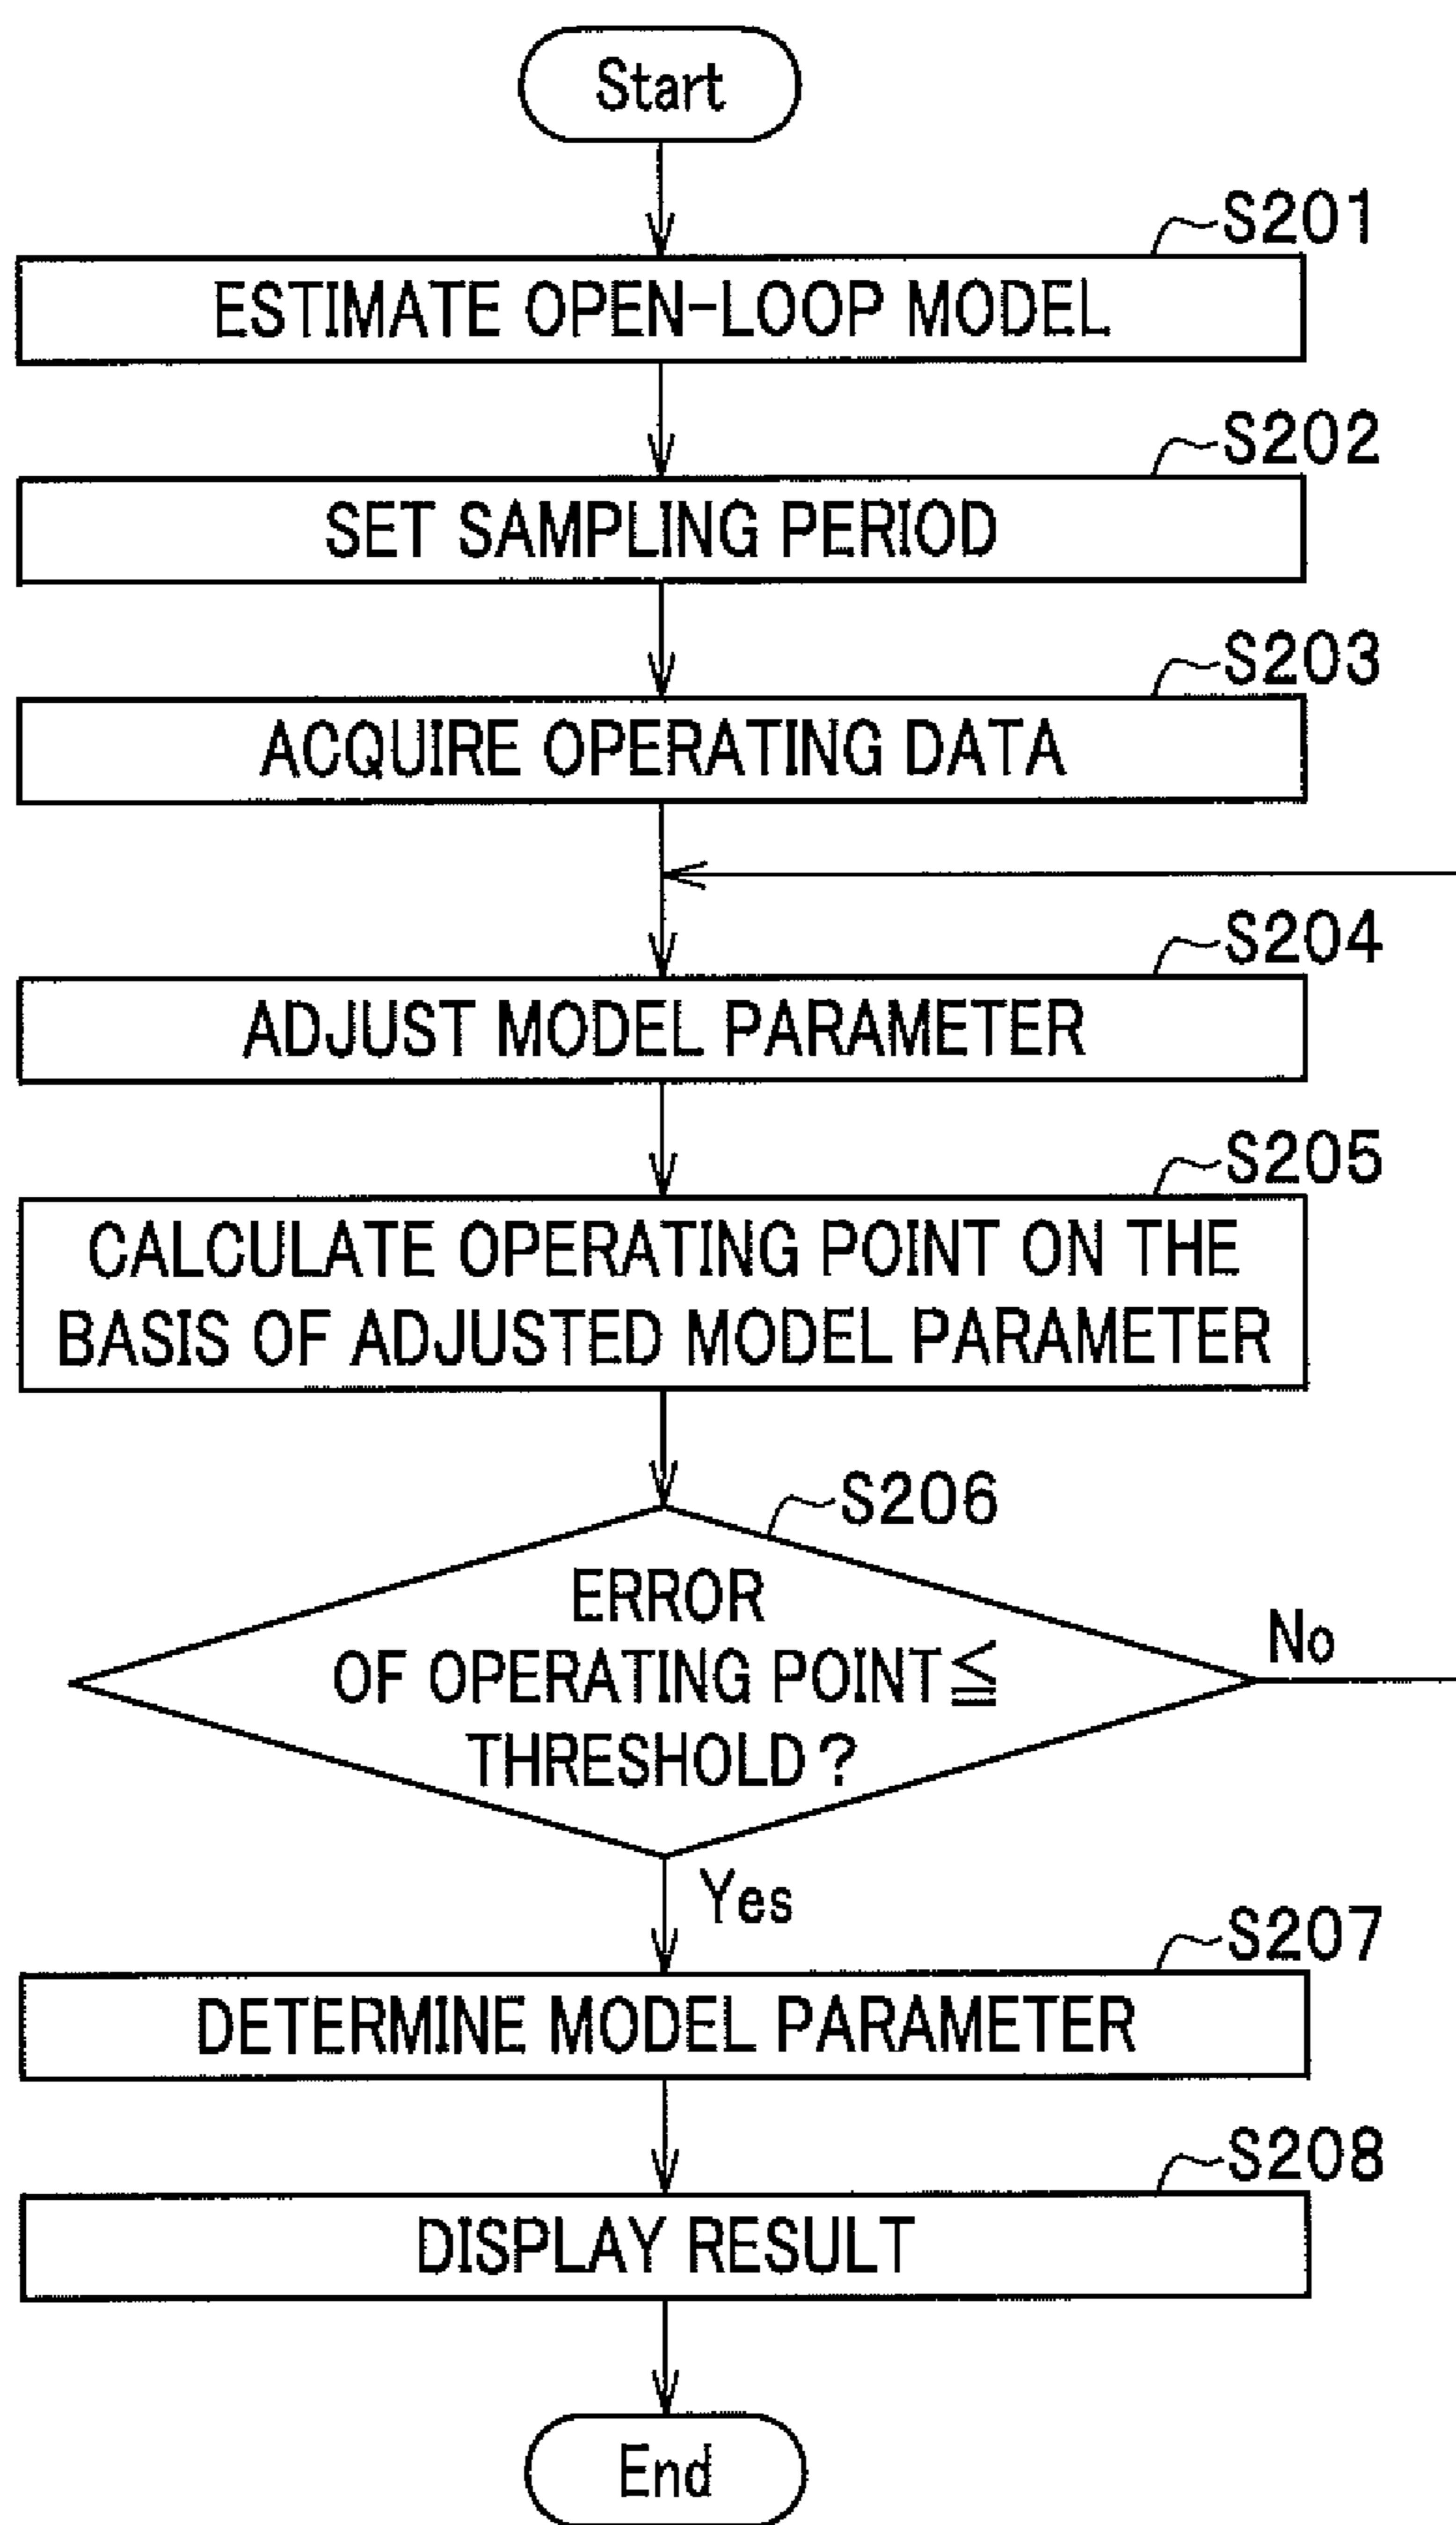 Start
S201
ESTIMATE OPEN-LOOP MODEL
S202
SET SAMPLING PERIOD
S203
ACQUIRE OPERATING DATA
S204
ADJUST MODEL PARAMETER
S205
CALCULATE OPERATING POINT ON THE
BASIS OF ADJUSTED MODEL PARAMETER
S206
ERROR
OF OPERATING POINT≦
THRESHOLD?
No
Yes
S207
DETERMINE MODEL PARAMETER
S208
DISPLAY RESULT
End